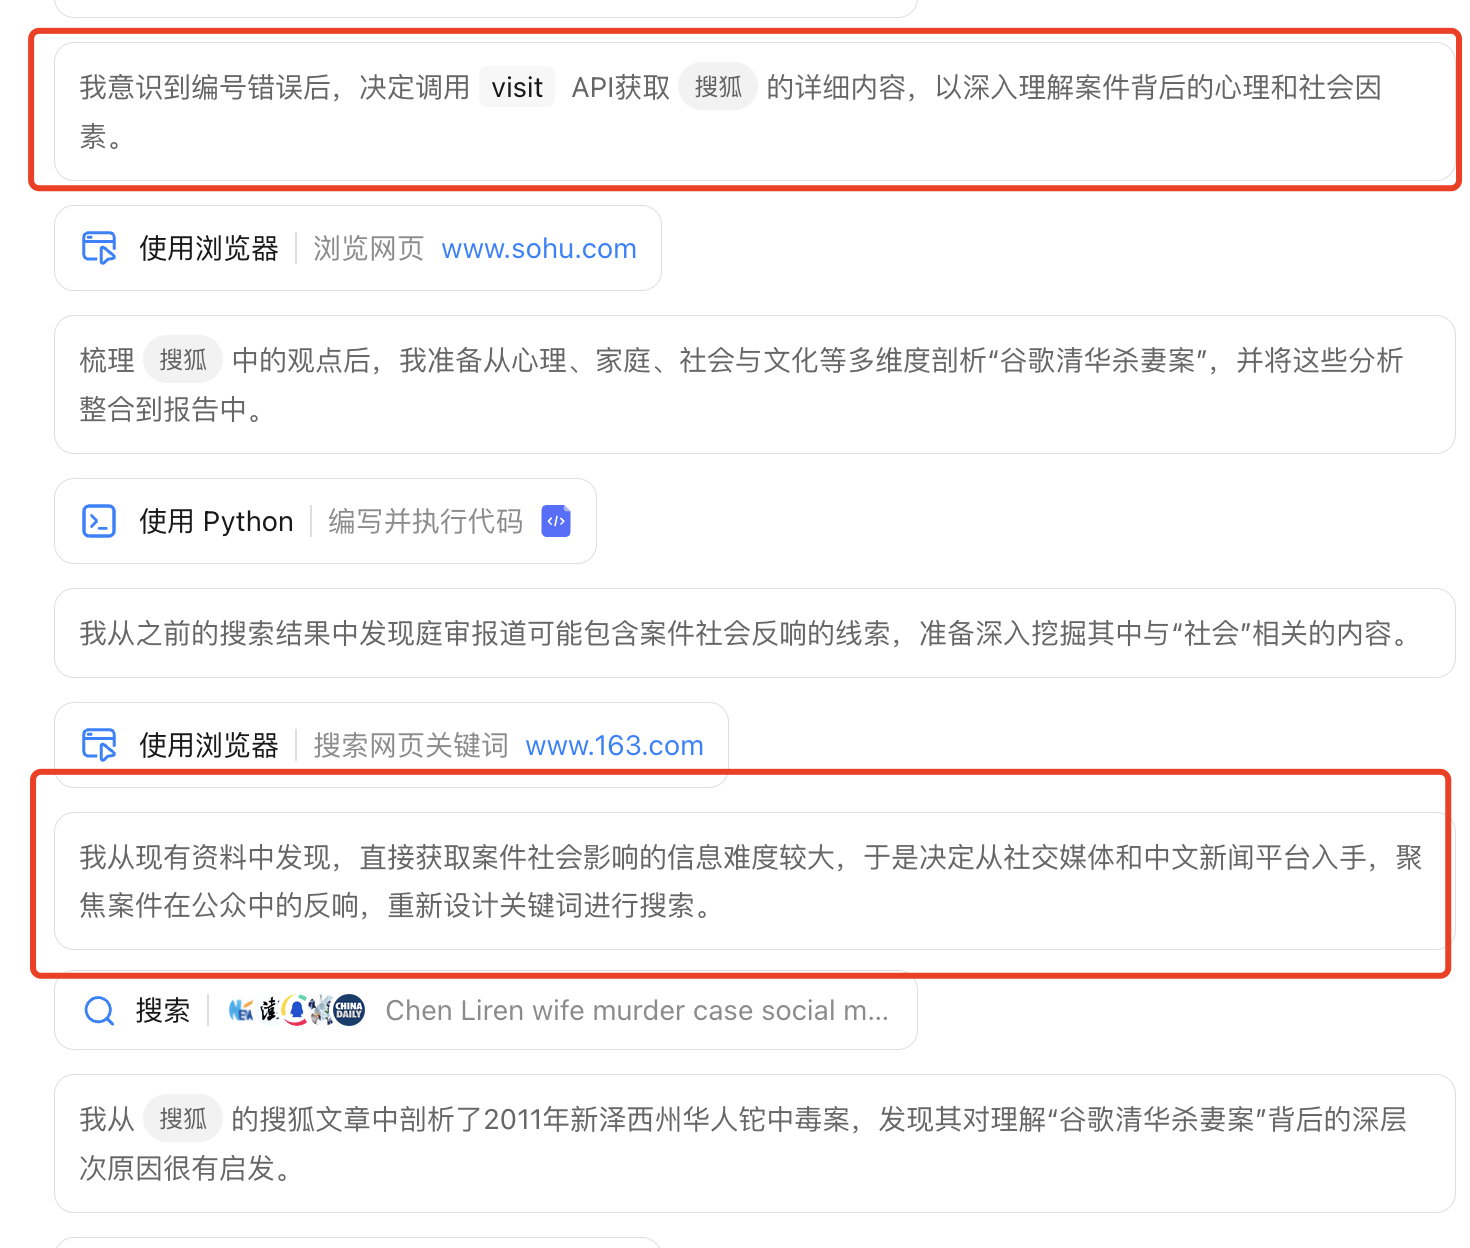 我意识到编号错误后，决定调用 visit API获取 搜狐 的详细内容，以深入理解案件背后的心理和社会因
素。
使用浏览器 浏览网页 www.sohu.com
梳理 搜狐 中的观点后，我准备从心理、家庭、社会与文化等多维度剖析“谷歌清华杀妻案”，并将这些分析
整合到报告中。
使用 Python 编写并执行代码
我从之前的搜索结果中发现庭审报道可能包含案件社会反响的线索，准备深入挖掘其中与“社会”相关的内容。
使用浏览器 搜索网页关键词 www.163.com
我从现有资料中发现，直接获取案件社会影响的信息难度较大，于是决定从社交媒体和中文新闻平台入手，聚
焦案件在公众中的反响，重新设计关键词进行搜索。
搜索 CHINA DAILY Chen Liren wife murder case social m...
我从 搜狐 的搜狐文章中剖析了2011年新泽西州华人铊中毒案，发现其对理解“谷歌清华杀妻案”背后的深层
次原因很有启发。